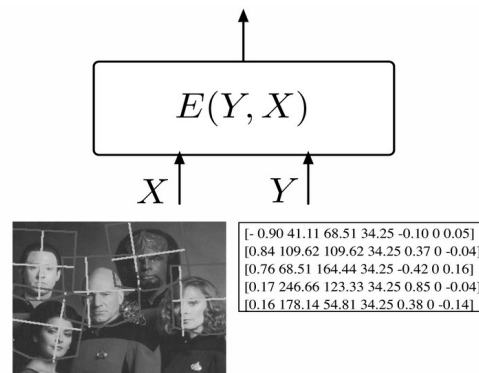 E(Y, X)
X Y
[- 0.90 41.11 68.51 34.25 -0.10 0 0.05]
[0.84 109.62 109.62 34.25 0.37 0 -0.04]
[0.76 68.51 164.44 34.25 -0.42 0 0.16]
[0.17 246.66 123.33 34.25 0.85 0 -0.04]
[0.16 178.14 54.81 34.25 0.38 0 -0.14]